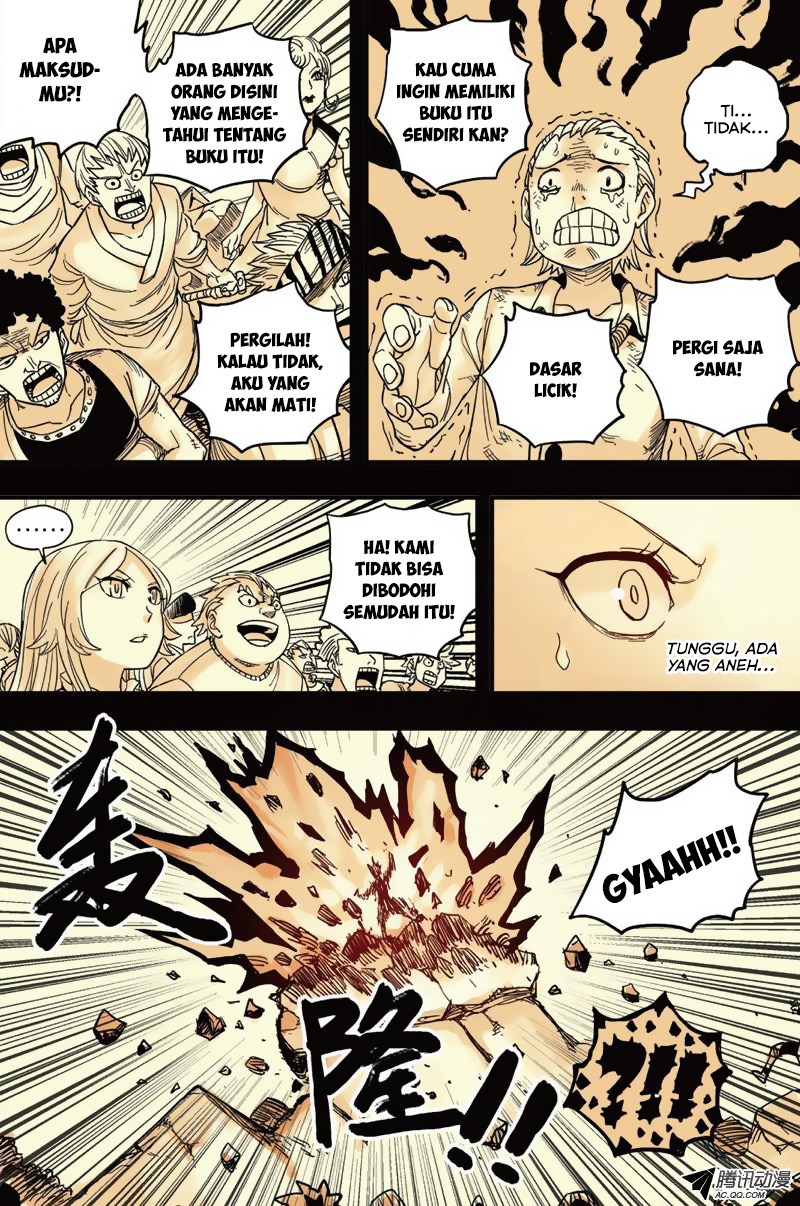 APA
MAKSUD-
MU?!
ADA BANYAK
ORANG DISINI
YANG MENGE-
TAHUI TENTANG
BUKU ITU!
PERGILAH!
KALAU TIDAK,
AKU YANG
AKAN MATI!
KAU CUMA
INGIN MEMILIKI
BUKU ITU
SENDIRI KAN?
TI...
TIDAK...
DASAR
LICIK!
PERGI SAJA
SANA!
......
HA! KAMI
TIDAK BISA
DIBODOHI
SEMUDAH ITU!
TUNGGU, ADA
YANG ANEH...
轰
隆!!
GYAAHH!!
?!!
腾讯动漫
AC.QQ.COM